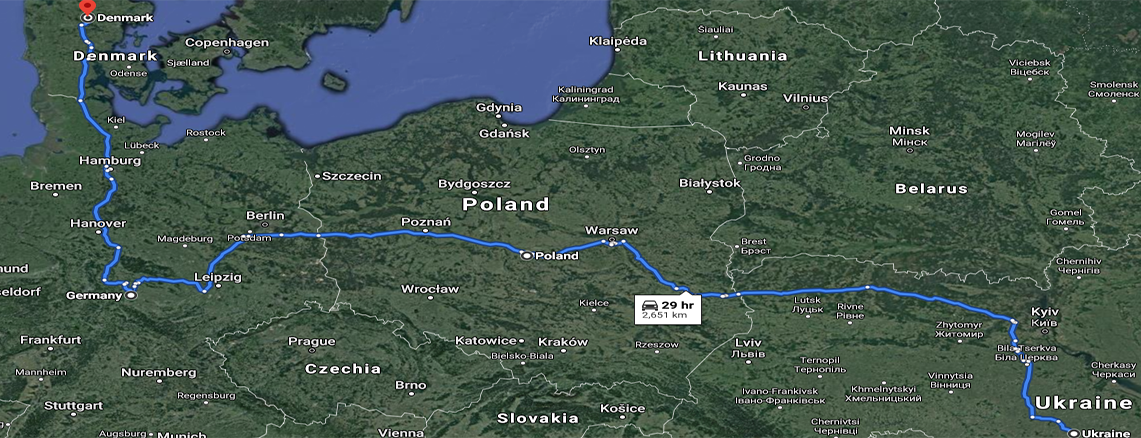 Denmark
Copenhagen
Denmark
Sjælland
Odense
Klaipėda
Šiauliai
Lithuania
Kaunas
Vilnius
Viciebsk
Віцебск
Smolensk
Смоленск
Kaliningrad
Калининград
Gdynia
Gdańsk
Kiel
Rostock
Lübeck
Hamburg
Minsk
Мінск
Mogilev
Магілёў
Olsztyn
Grodno
Гродна
Szczecin
Bremen
Bydgoszcz
Białystok
Poland
Belarus
Hanover
Berlin
Poznań
Warsaw
Gomel
Гомель
Magdeburg
Potsdam
Brest
Брэст
Poland
Chernihiv
Чернігів
mund
seldorf
Leipzig
Germany
Wrocław
Kielce
29 hr
2,651 km
Lutsk
Луцьк
Rivne
Рівне
Kyiv
Київ
Zhytomyr
Житомир
Frankfurt
Prague
Katowice
Kraków
Rzeszow
Lviv
Львів
Bila Tserkva
Біла Церква
Bielsko-Biala
Mannheim
Nuremberg
Czechia
Brno
Ternopil
Тернопіль
Vinnytsia
Вінниця
Cherkasy
Черкаси
Khmelnytskyi
Хмельницький
Ivano-Frankivsk
Івано-Франківськ
Regensburg
Stuttgart
Slovakia
Košice
Ukraine
Chernivtsi
Чернівці
Augsburg
Munich
Vienna
Ukraine